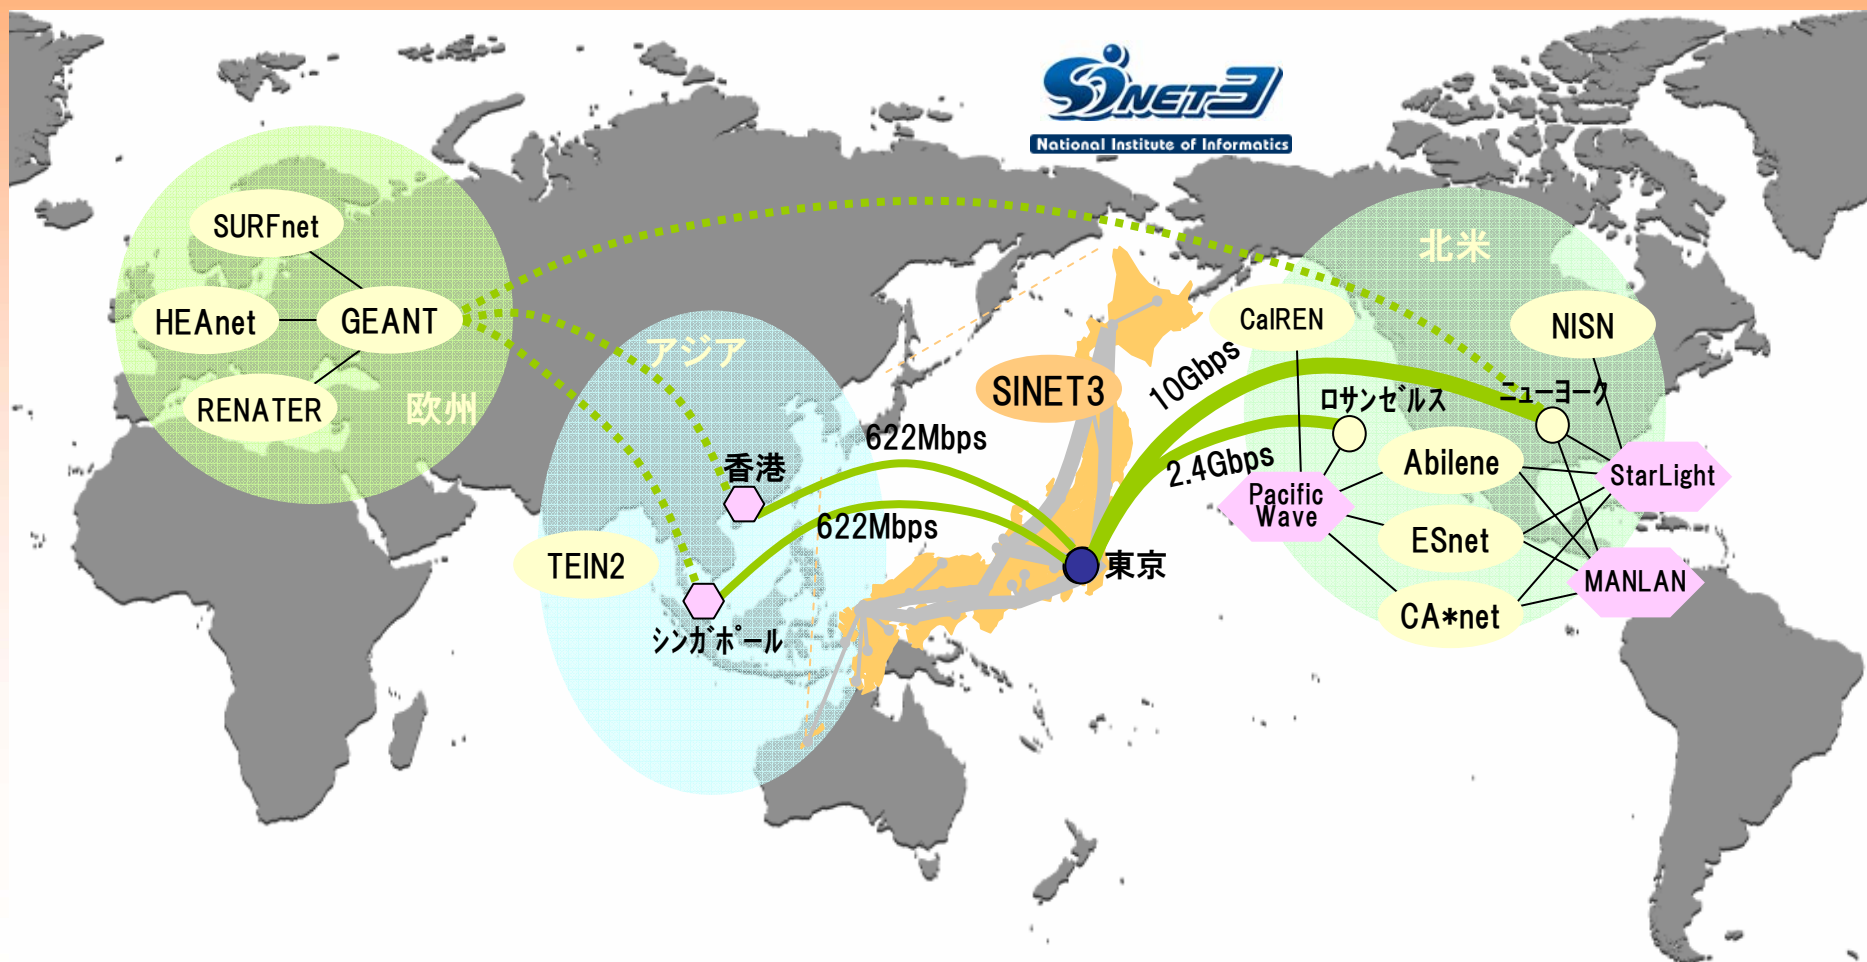 SINET3
National Institute of Informatics
北米
SURFnet
HEAnet
GEANT
RENATER
欧州
アジア
香港
TEIN2
シンガポール
622Mbps
622Mbps
SINET3
東京
10Gbps
2.4Gbps
CalREN
NISN
ロサンゼルス
ニューヨーク
Abilene
StarLight
Pacific
Wave
ESnet
MANLAN
CA*net